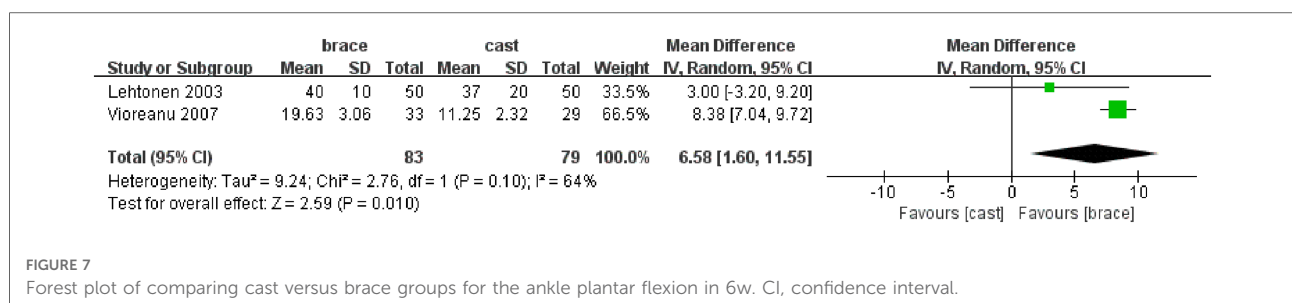 brace cast Mean Difference Mean Difference
Study or Subgroup Mean SD Total Mean SD Total Weight IV, Random, 95% CI IV, Random, 95% CI
Lehtonen 2003 40 10 50 37 20 50 33.5% 3.00 [-3.20, 9.20]
Vioreanu 2007 19.63 3.06 33 11.25 2.32 29 66.5% 8.38 [7.04, 9.72]
Total (95% CI) 83 79 100.0% 6.58 [1.60, 11.55]
Heterogeneity: Tau² = 9.24; Chi² = 2.76, df = 1 (P = 0.10); I² = 64%
Test for overall effect: Z = 2.59 (P = 0.010)
-10 -5 0 5 10
Favours [cast] Favours [brace]
FIGURE 7
Forest plot of comparing cast versus brace groups for the ankle plantar flexion in 6w. CI, confidence interval.